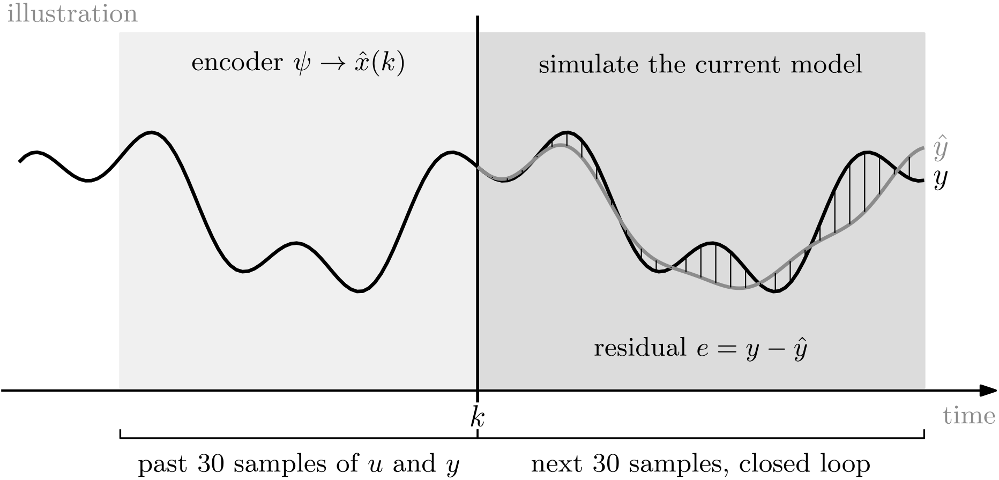 illustration
encoder ψ → x̂(k)
simulate the current model
ŷ
y
residual e = y − ŷ
k
time
past 30 samples of u and y
next 30 samples, closed loop